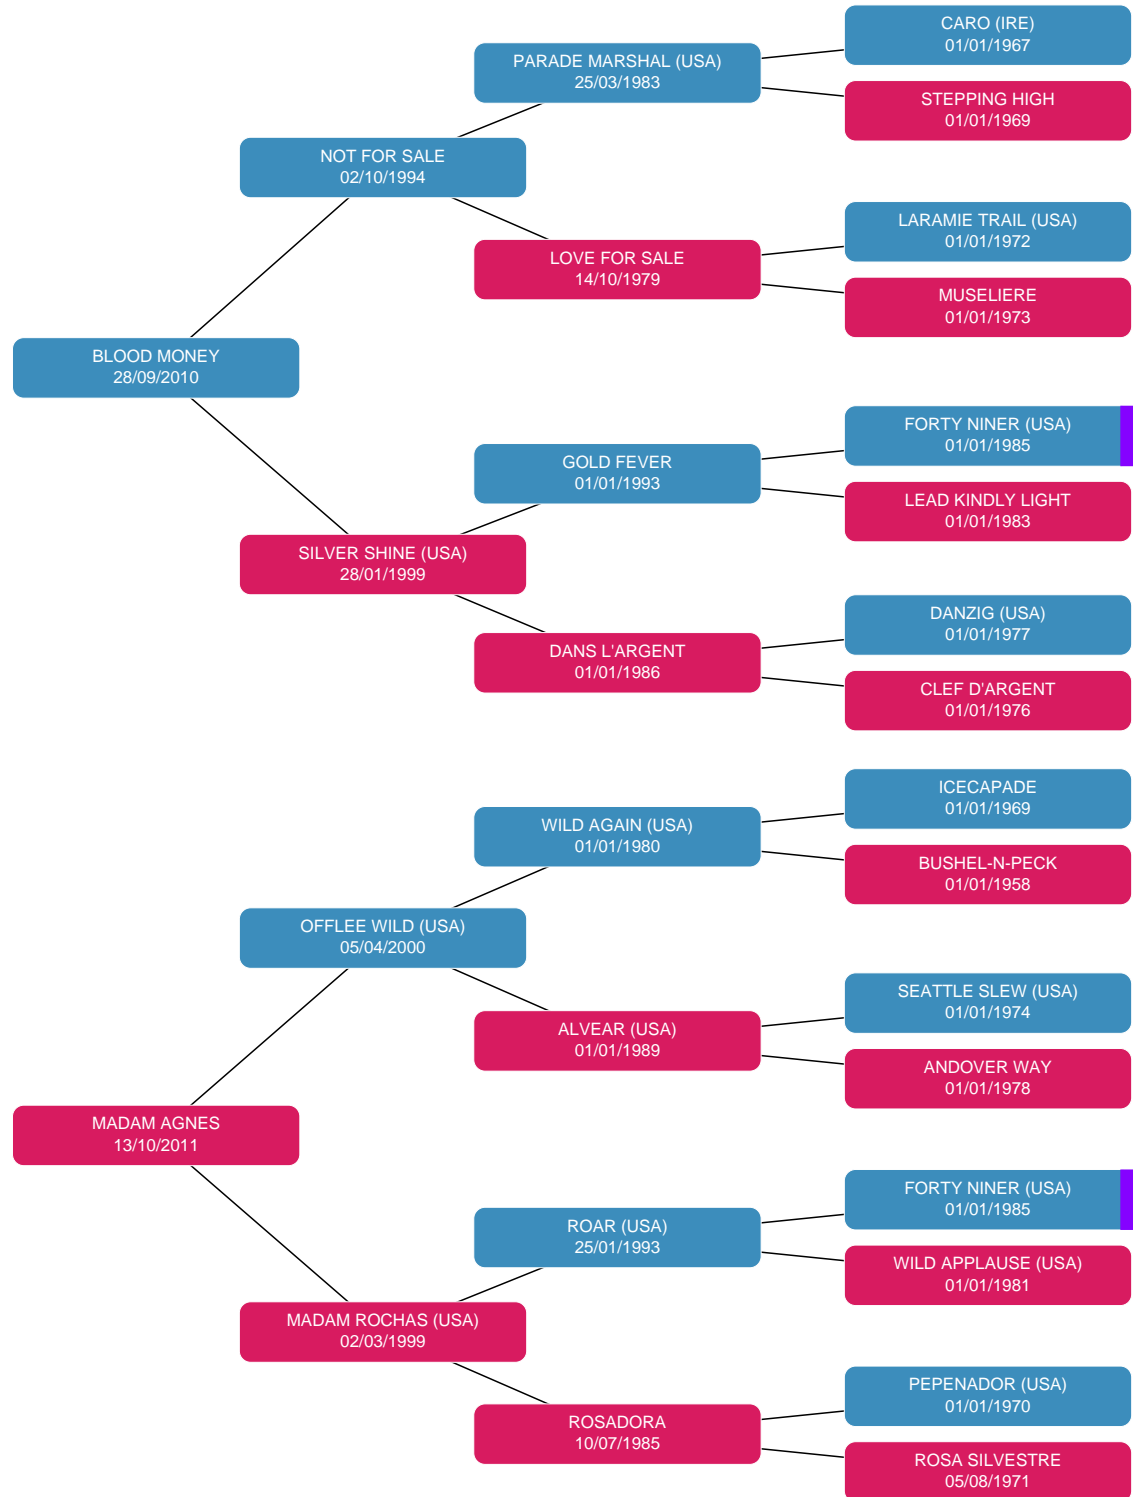 CARO (IRE)
01/01/1967
PARADE MARSHAL (USA)
25/03/1983
STEPPING HIGH
01/01/1969
NOT FOR SALE
02/10/1994
LARAMIE TRAIL (USA)
01/01/1972
LOVE FOR SALE
14/10/1979
MUSELIERE
01/01/1973
BLOOD MONEY
28/09/2010
FORTY NINER (USA)
01/01/1985
GOLD FEVER
01/01/1993
LEAD KINDLY LIGHT
01/01/1983
SILVER SHINE (USA)
28/01/1999
DANZIG (USA)
01/01/1977
DANS L'ARGENT
01/01/1986
CLEF D'ARGENT
01/01/1976
ICECAPADE
01/01/1969
WILD AGAIN (USA)
01/01/1980
BUSHEL-N-PECK
01/01/1958
OFFLEE WILD (USA)
05/04/2000
SEATTLE SLEW (USA)
01/01/1974
ALVEAR (USA)
01/01/1989
ANDOVER WAY
01/01/1978
MADAM AGNES
13/10/2011
FORTY NINER (USA)
01/01/1985
ROAR (USA)
25/01/1993
WILD APPLAUSE (USA)
01/01/1981
MADAM ROCHAS (USA)
02/03/1999
PEPENADOR (USA)
01/01/1970
ROSADORA
10/07/1985
ROSA SILVESTRE
05/08/1971